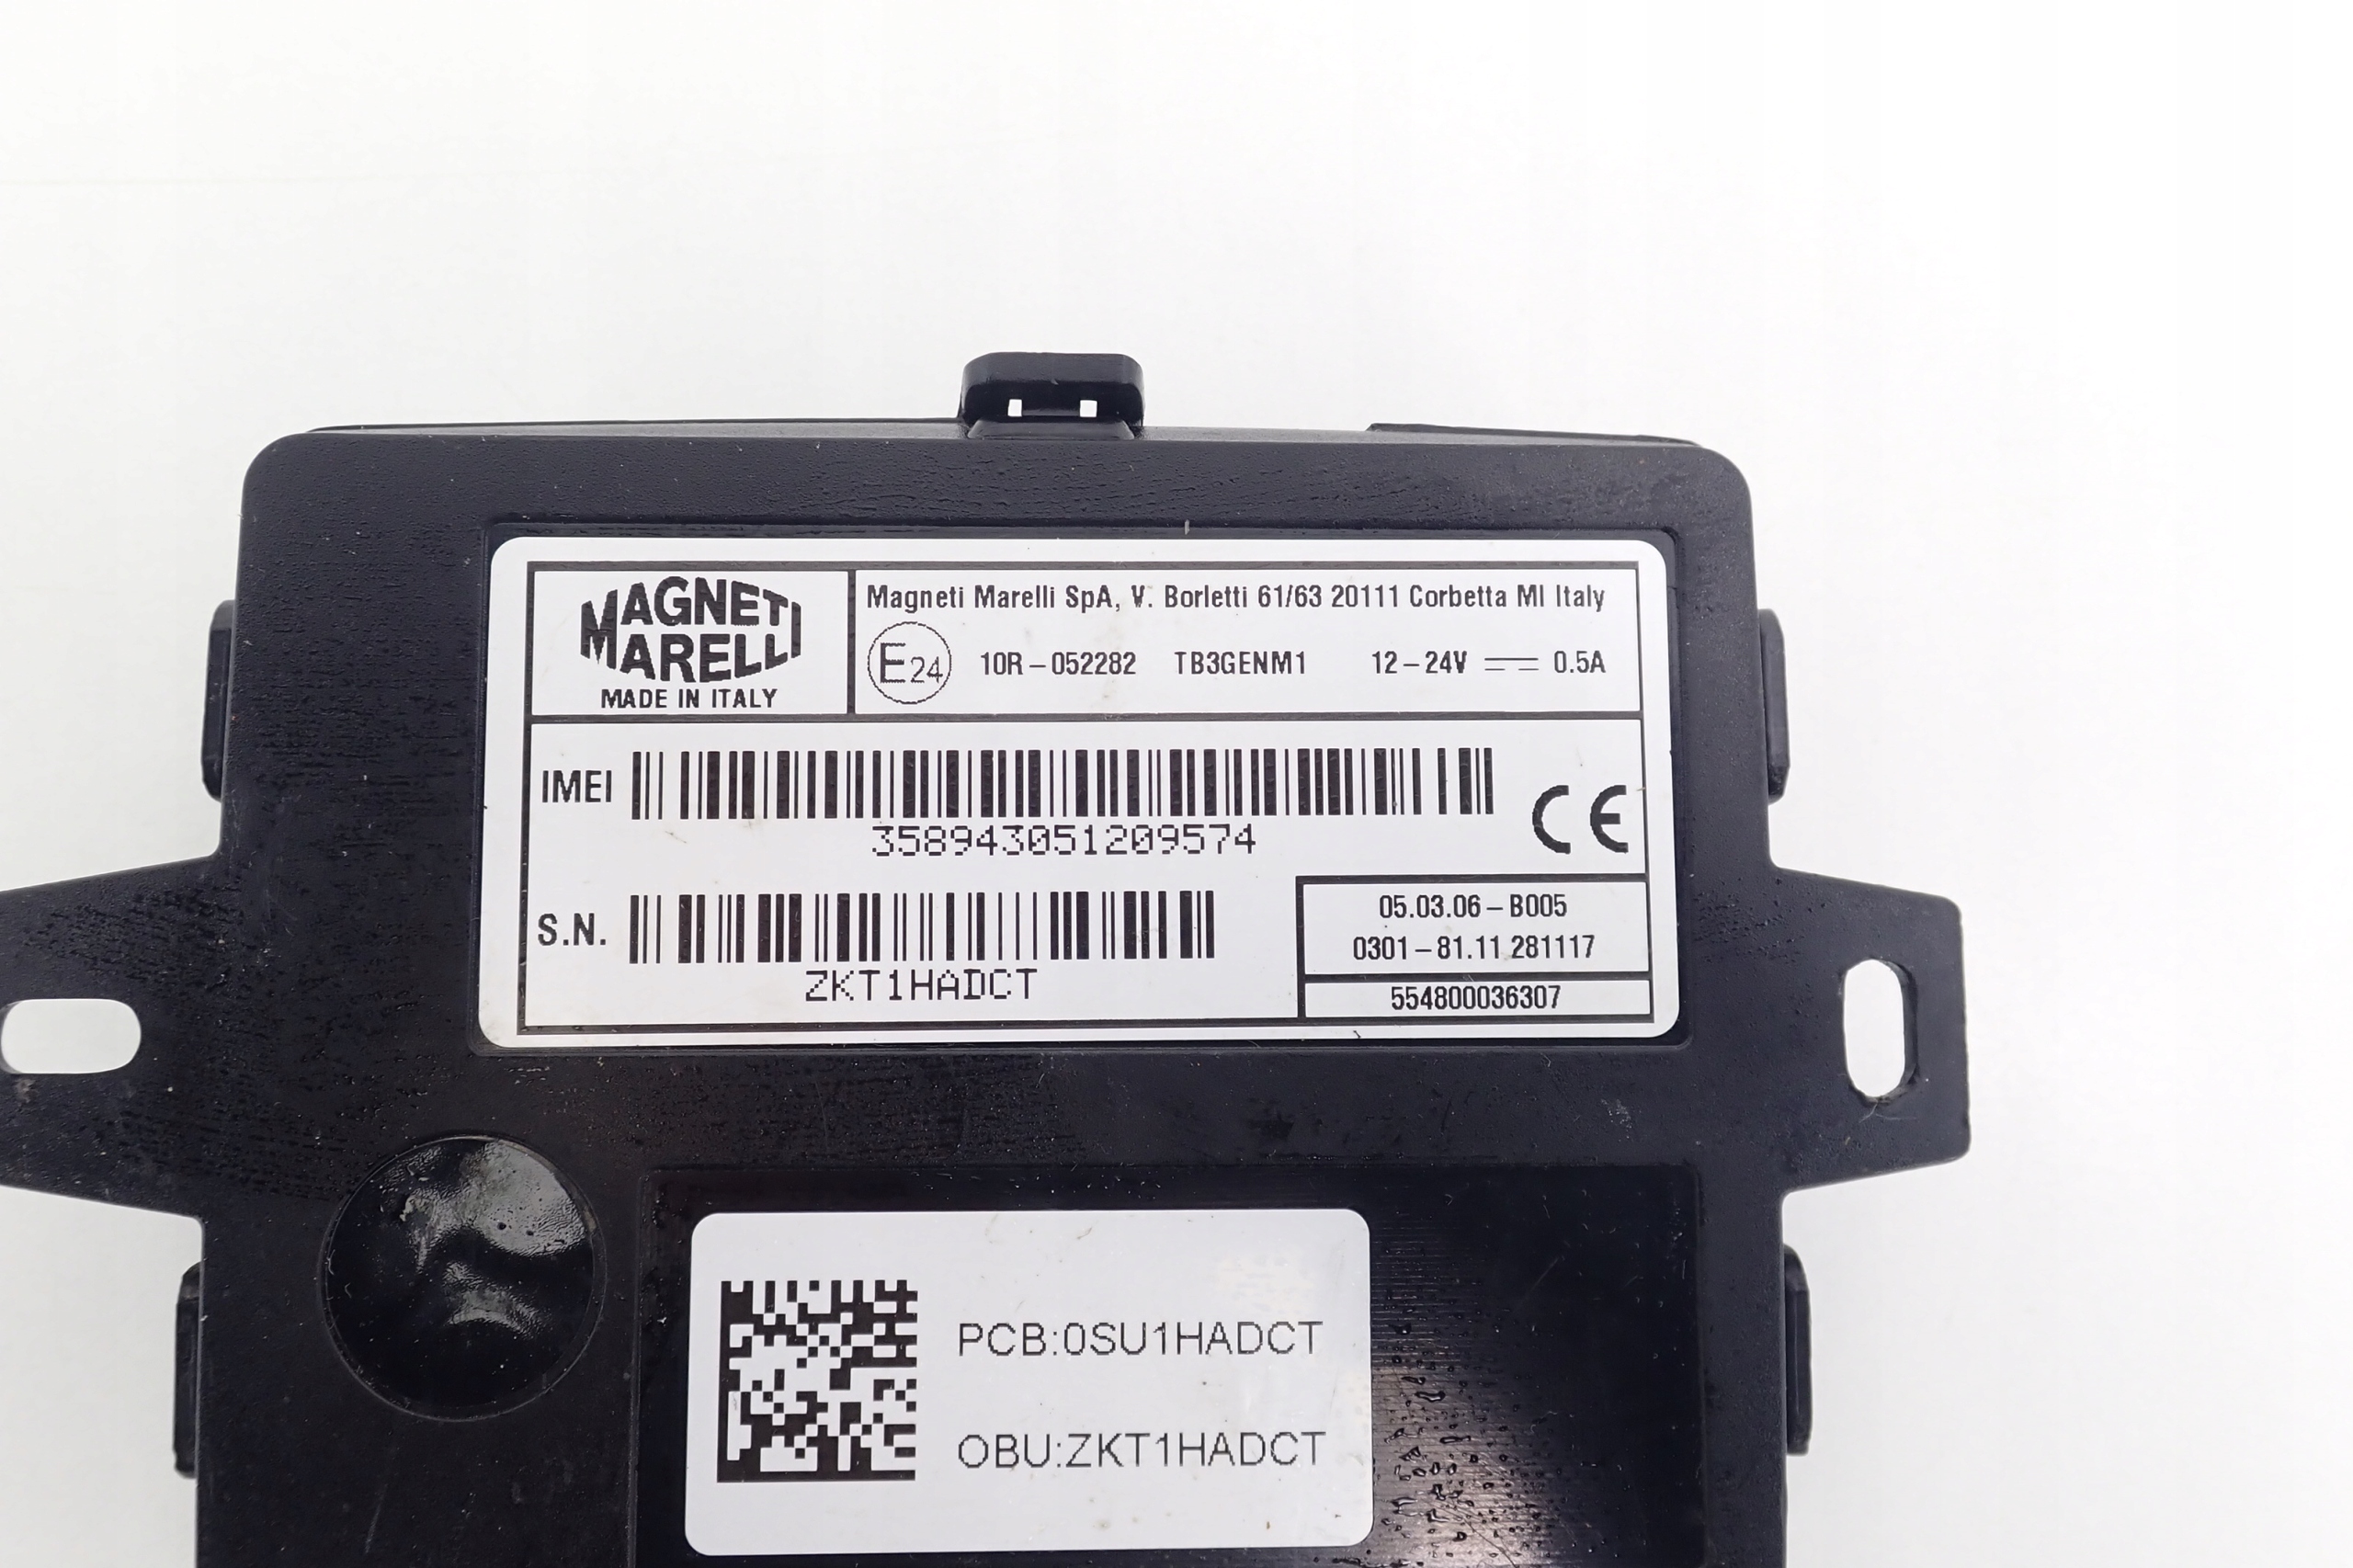 MAGNETI
MARELLI
MADE IN ITALY
Magneti Marelli SpA, V. Borletti 61/63 20111 Corbetta MI Italy
E24 10R-052282 TB3GENM1 12-24V 0.5A
IMEI
358943051209574
CE
S.N.
ZKT1HADCT
05.03.06-B005
0301-81.11 281117
554800036307
PCB:0SU1HADCT
OBU:ZKT1HADCT